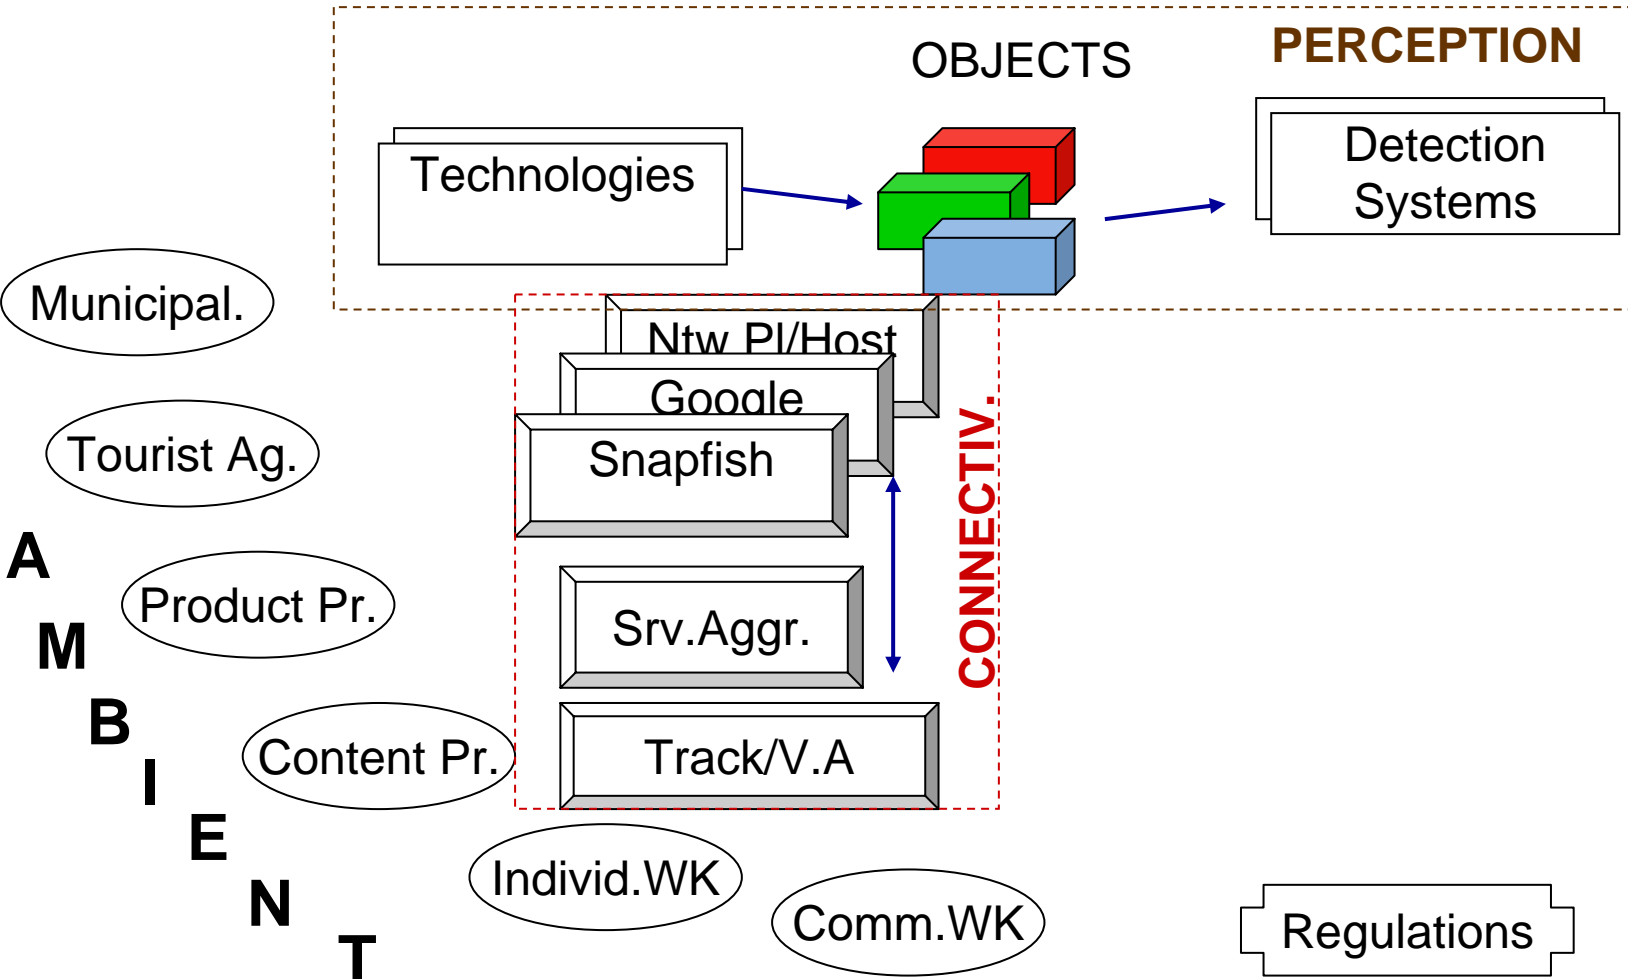 PERCEPTION
OBJECTS
Technologies
Detection
Systems
Municipal.
Ntw Pl/Host
Google
Snapfish
Tourist Ag.
CONNECTIV.
Product Pr.
Srv.Aggr.
Content Pr.
Track/V.A
Individ.WK
Comm.WK
Regulations
A
M
B
I
E
N
T